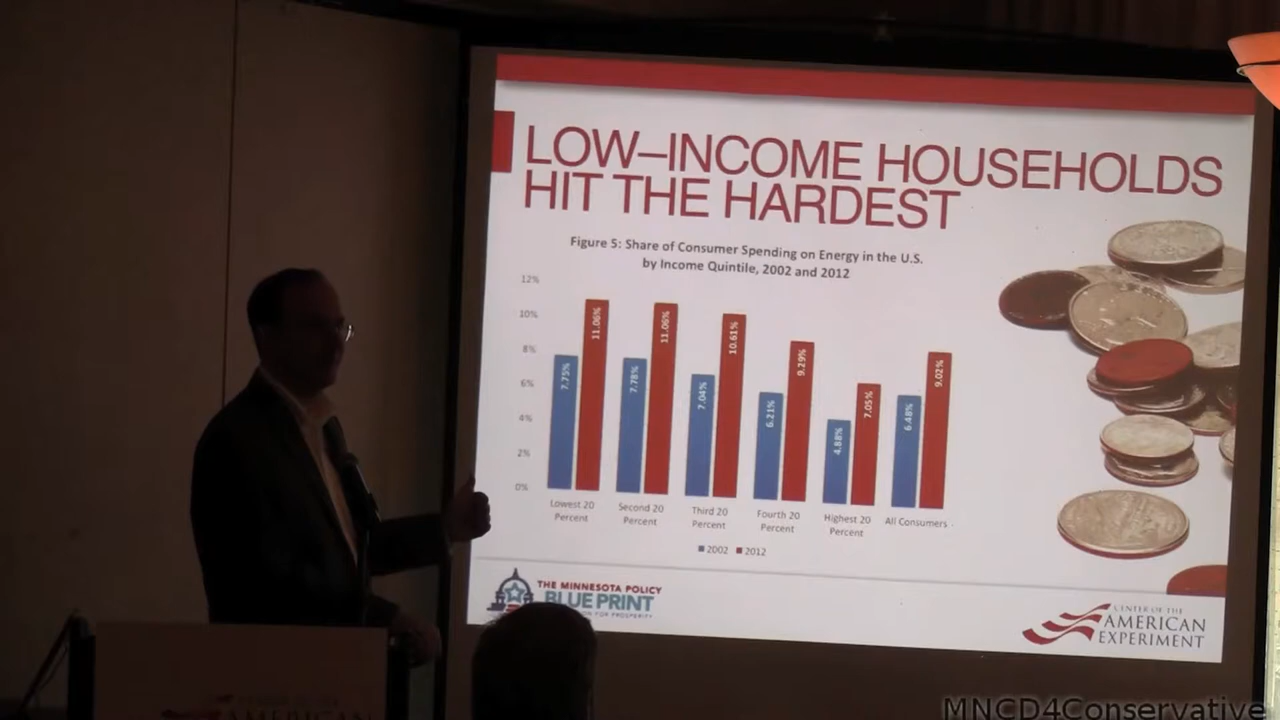 LOW–INCOME HOUSEHOLDS
HIT THE HARDEST
Figure 5: Share of Consumer Spending on Energy in the U.S.
by Income Quintile, 2002 and 2012
12%
10%
8%
6%
4%
2%
0%
7.75%
11.06%
7.78%
11.06%
7.04%
10.61%
6.21%
9.29%
4.88%
7.05%
6.48%
9.02%
Lowest 20
Percent
Second 20
Percent
Third 20
Percent
Fourth 20
Percent
Highest 20
Percent
All Consumers
2002 2012
THE MINNESOTA POLICY
BLUE PRINT
FOR PROSPERITY
CENTER OF THE
AMERICAN
EXPERIMENT
AMERICAN
MNCD4Conservative